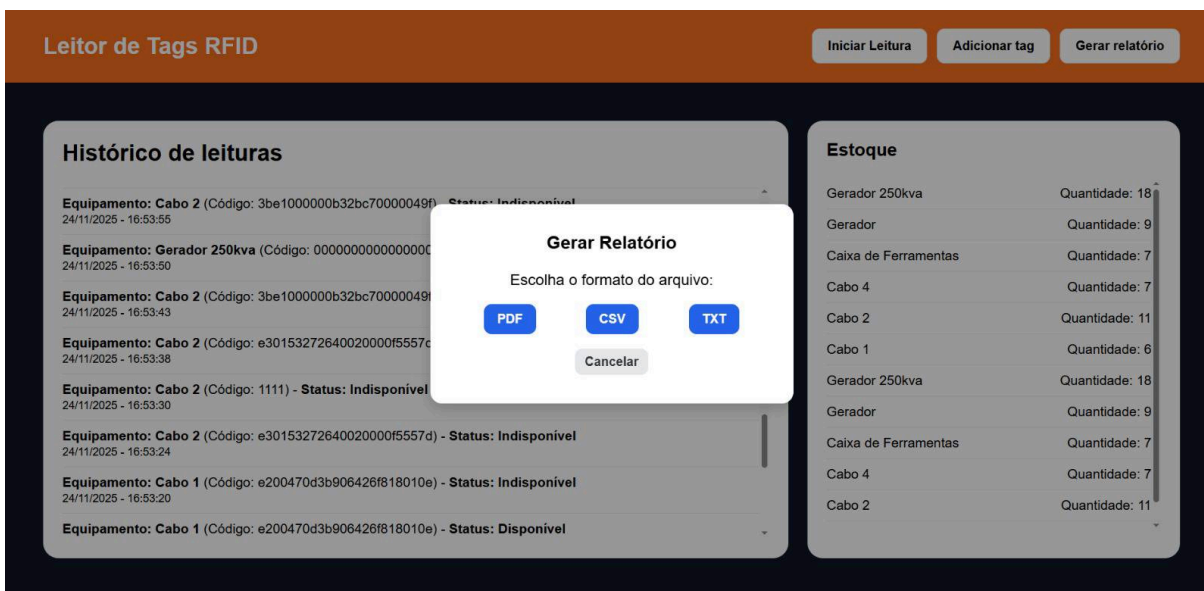 Leitor de Tags RFID
Iniciar Leitura
Adicionar tag
Gerar relatório
Histórico de leituras
Equipamento: Cabo 2 (Código: 3be1000000b32bc70000049f) - Status: Indisponível
24/11/2025 - 16:53:55
Equipamento: Gerador 250kva (Código: 0000000000000000
24/11/2025 - 16:53:50
Equipamento: Cabo 2 (Código: 3be1000000b32bc70000049f
24/11/2025 - 16:53:43
Equipamento: Cabo 2 (Código: e30153272640020000f5557d
24/11/2025 - 16:53:38
Equipamento: Cabo 2 (Código: 1111) - Status: Indisponível
24/11/2025 - 16:53:30
Equipamento: Cabo 2 (Código: e30153272640020000f5557d) - Status: Indisponível
24/11/2025 - 16:53:24
Equipamento: Cabo 1 (Código: e200470d3b906426f818010e) - Status: Indisponível
24/11/2025 - 16:53:20
Equipamento: Cabo 1 (Código: e200470d3b906426f818010e) - Status: Disponível
Gerar Relatório
Escolha o formato do arquivo:
PDF
CSV
TXT
Cancelar
Estoque
Gerador 250kva Quantidade: 18
Gerador Quantidade: 9
Caixa de Ferramentas Quantidade: 7
Cabo 4 Quantidade: 7
Cabo 2 Quantidade: 11
Cabo 1 Quantidade: 6
Gerador 250kva Quantidade: 18
Gerador Quantidade: 9
Caixa de Ferramentas Quantidade: 7
Cabo 4 Quantidade: 7
Cabo 2 Quantidade: 11